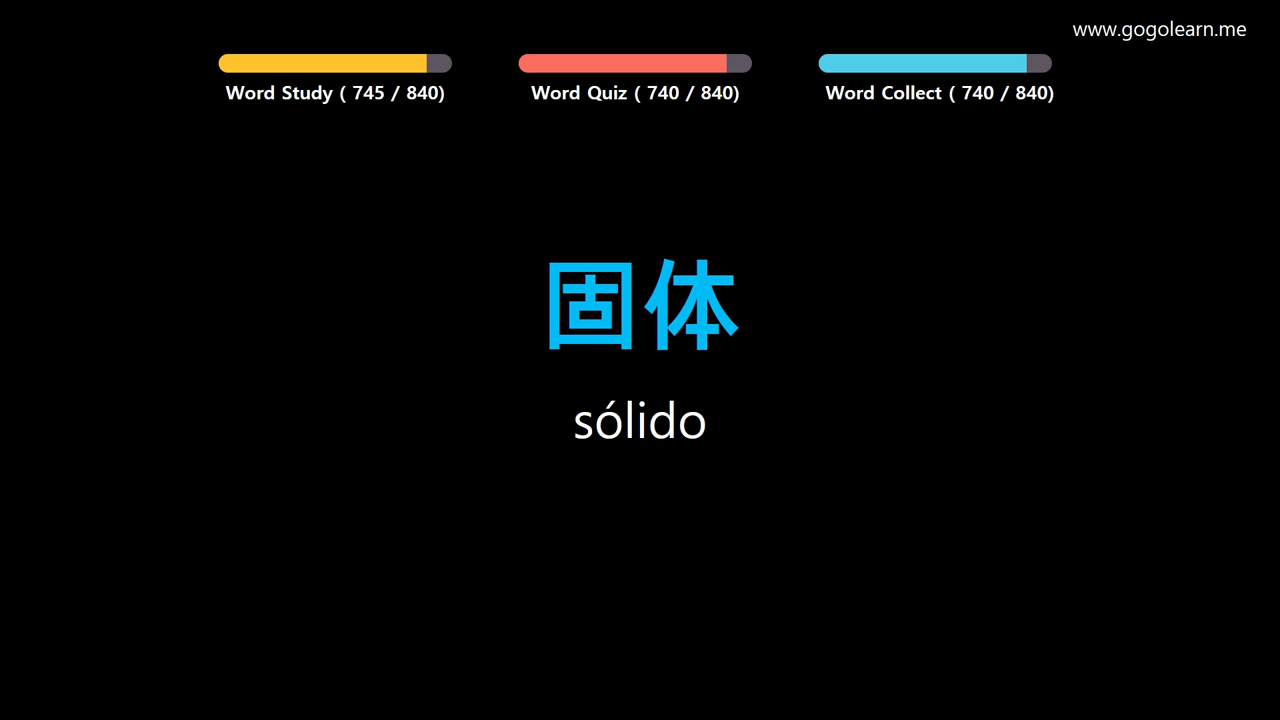 www.gogolearn.me
Word Study ( 745 / 840)
Word Quiz ( 740 / 840)
Word Collect ( 740 / 840)
固体
sólido